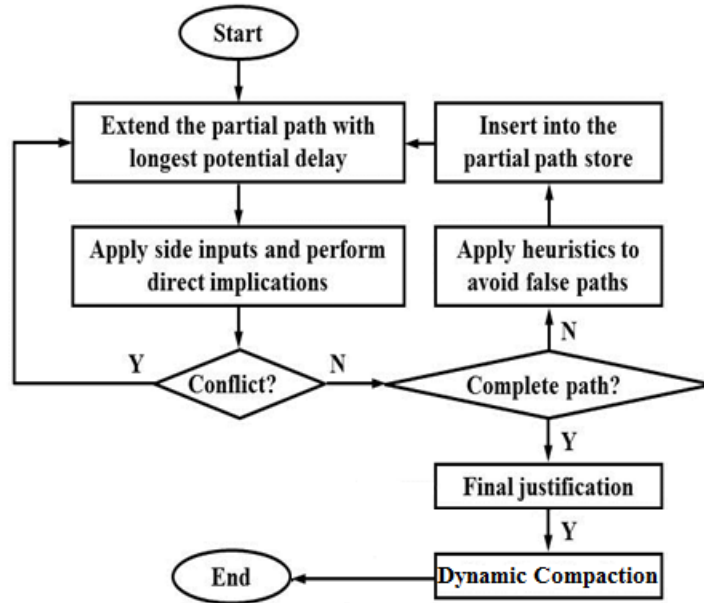 Start
Extend the partial path with
longest potential delay
Insert into the
partial path store
Apply side inputs and perform
direct implications
Apply heuristics to
avoid false paths
Y
Conflict?
N
N
Complete path?
Y
Final justification
Y
Dynamic Compaction
End